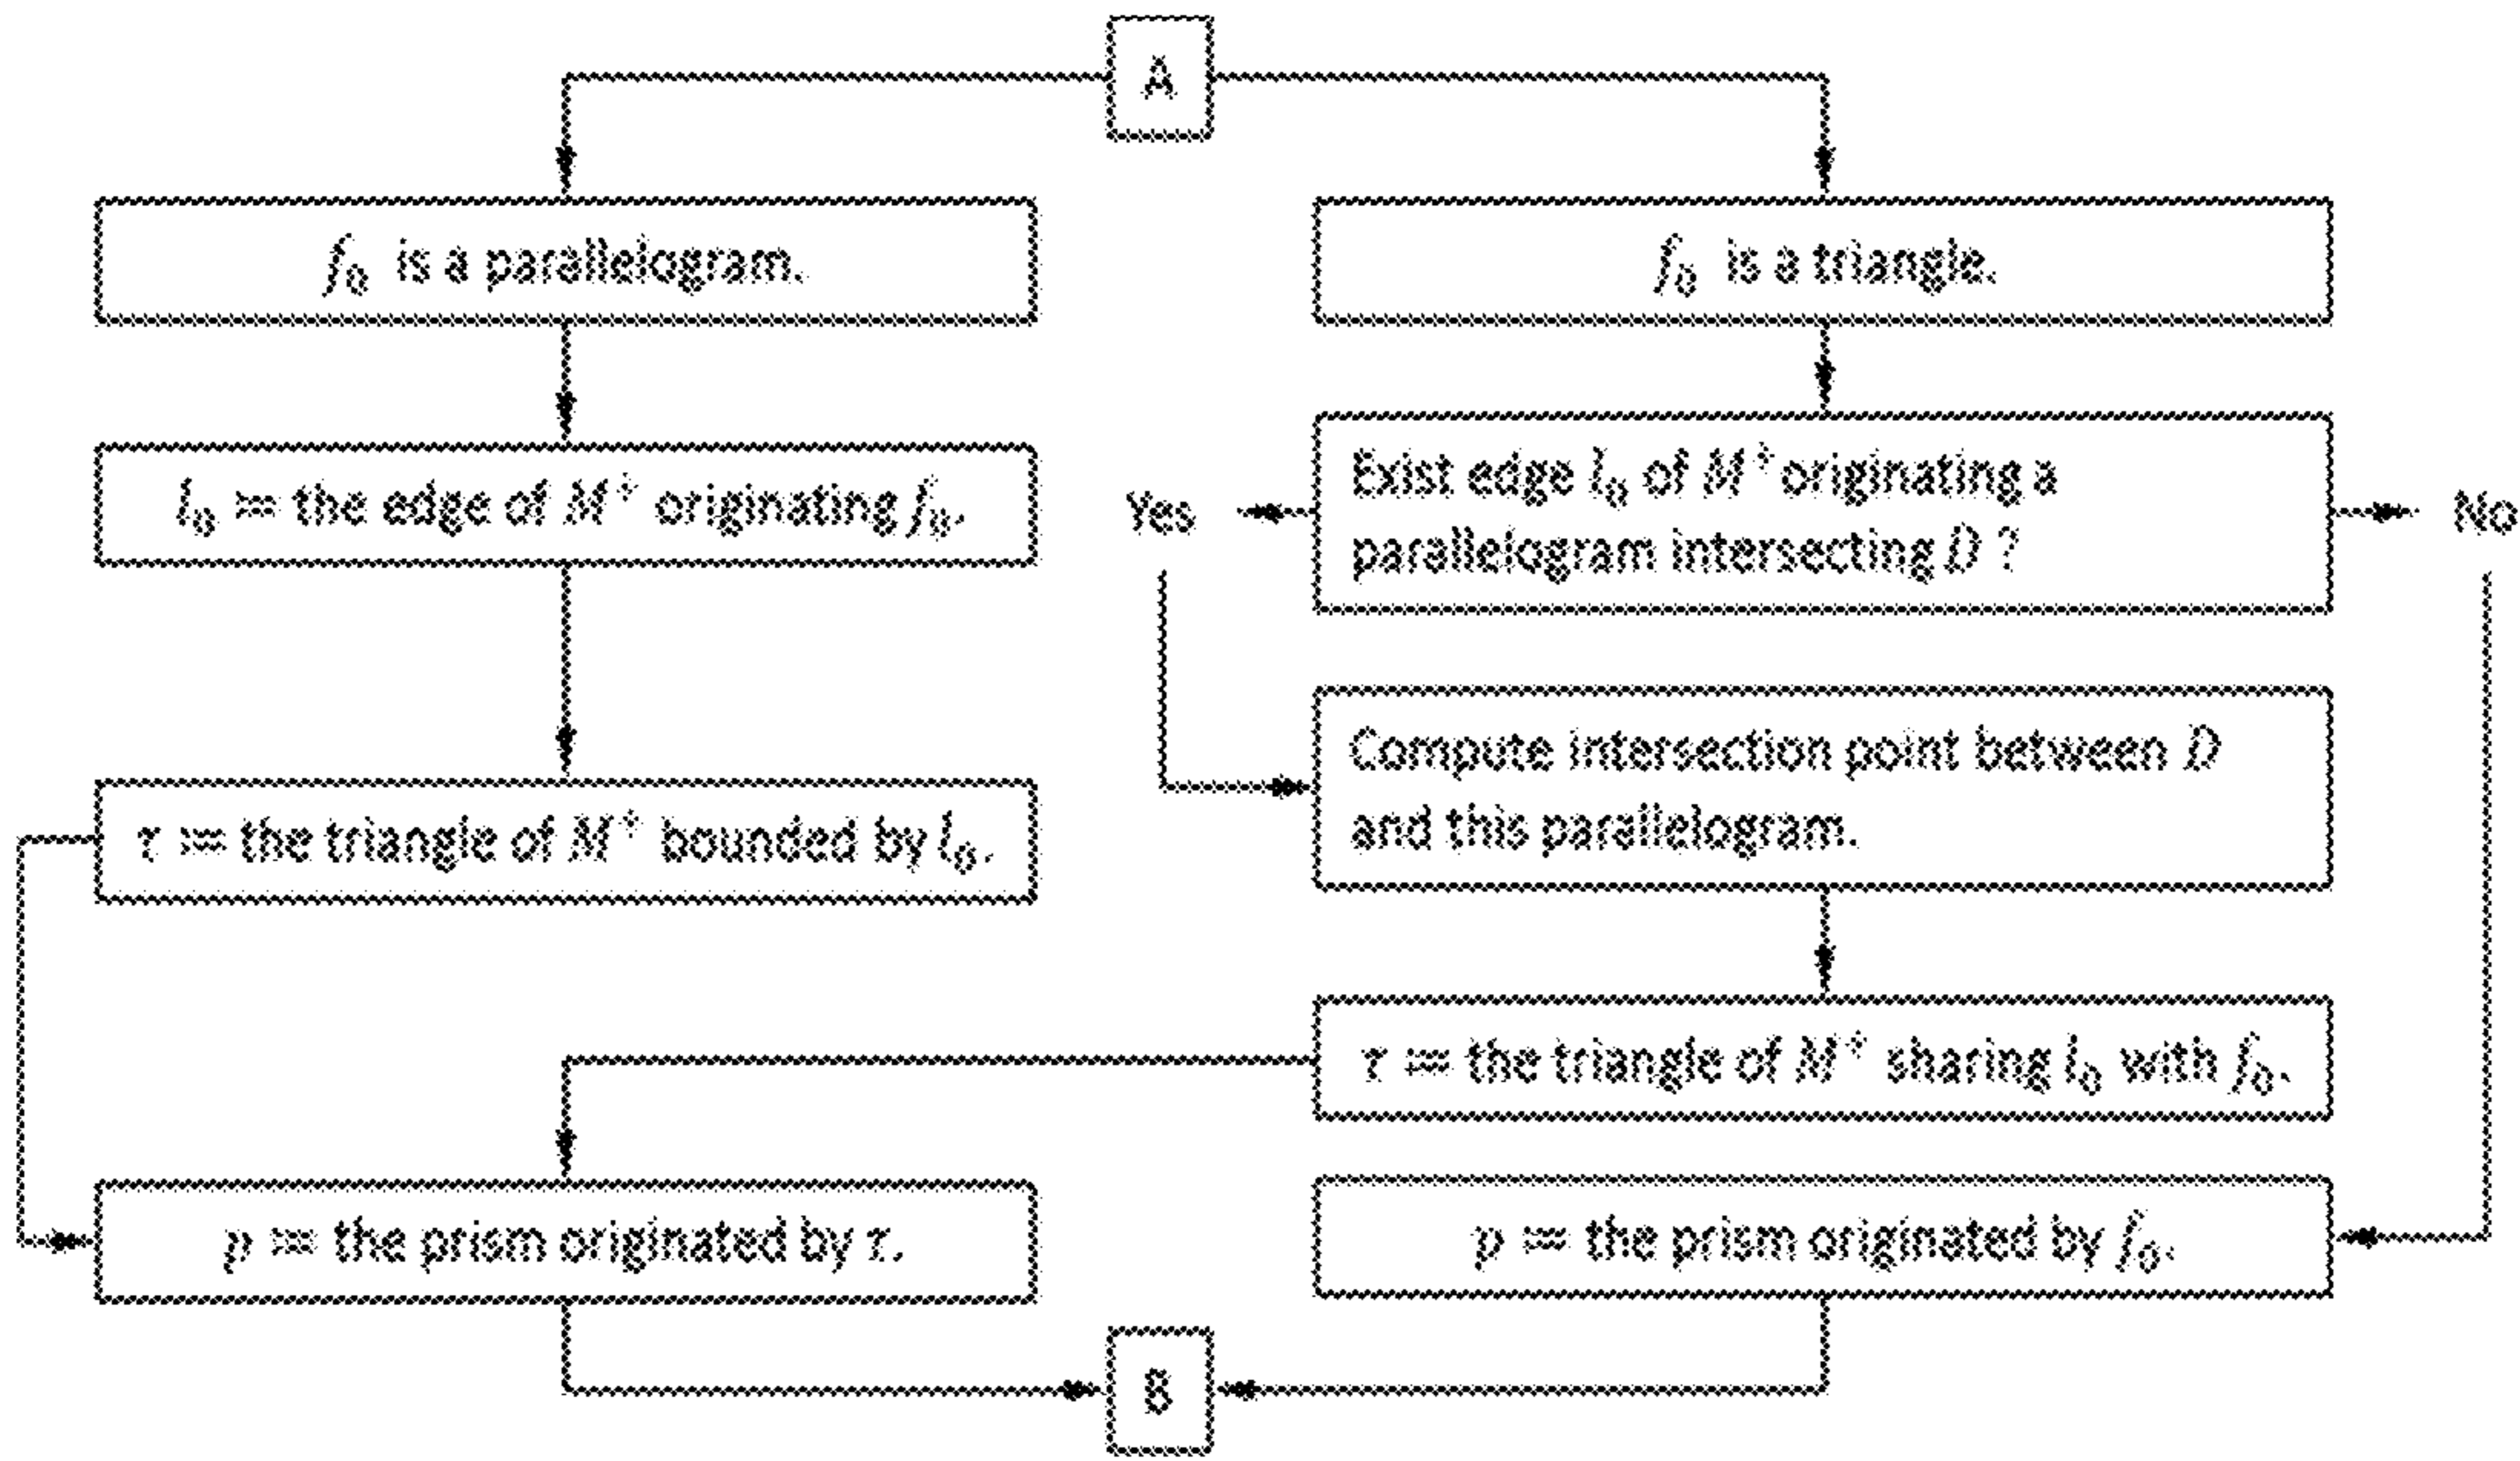 A
f₀ is a parallelogram.
f₀ is a triangle.
l₀ = the edge of M⁺ originating f₀.
Yes
Exist edge l₀ of M⁺ originating a
parallelogram intersecting D ?
No
Compute intersection point between D
and this parallelogram.
τ = the triangle of M⁺ bounded by l₀.
τ = the triangle of M⁺ sharing l₀ with f₀.
p = the prism originated by τ.
p = the prism originated by f₀.
B